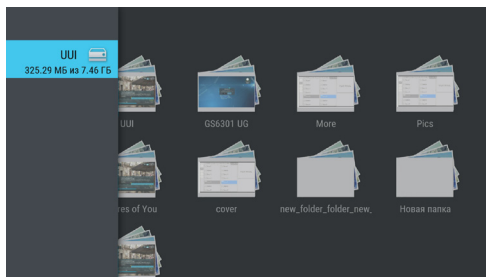 UUI
325.29 МБ из 7.46 ГБ
UUI
GS6301 UG
More
Pics
res of You
cover
new_folder_folder_new_
Новая папка